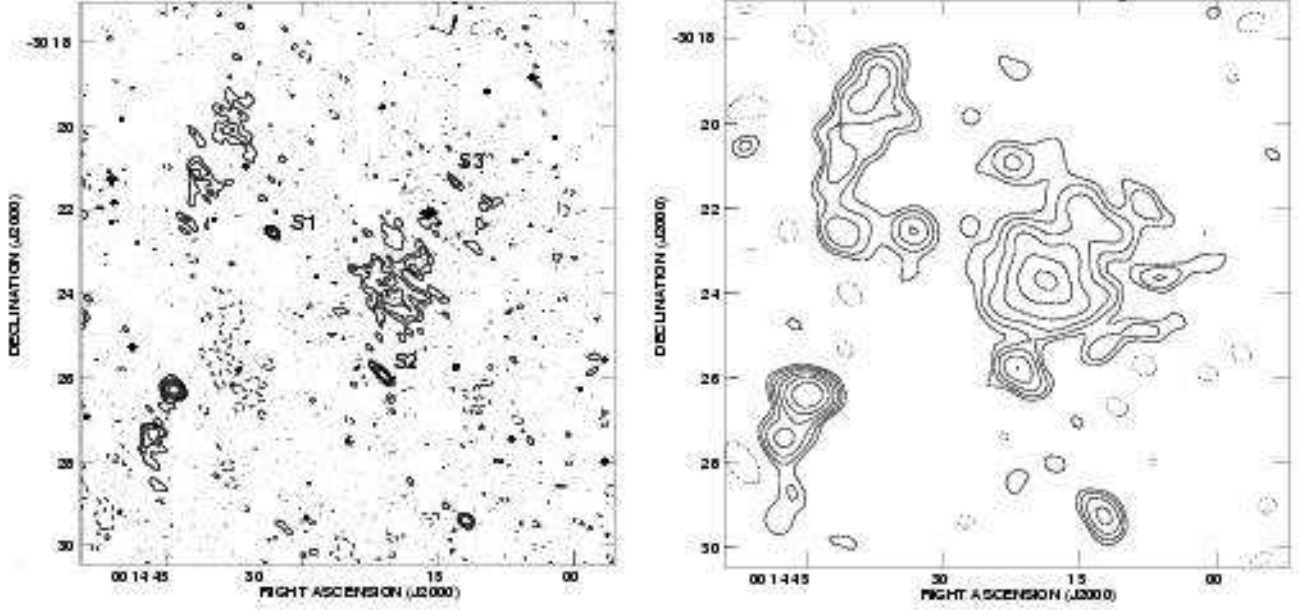 -30 18
20
22
24
26
28
30
DECLINATION (J2000)
S1
S2
S3
00 14 45
30
15
00
RIGHT ASCENSION (J2000)
-30 18
20
22
24
26
28
30
DECLINATION (J2000)
00 14 45
30
15
00
RIGHT ASCENSION (J2000)